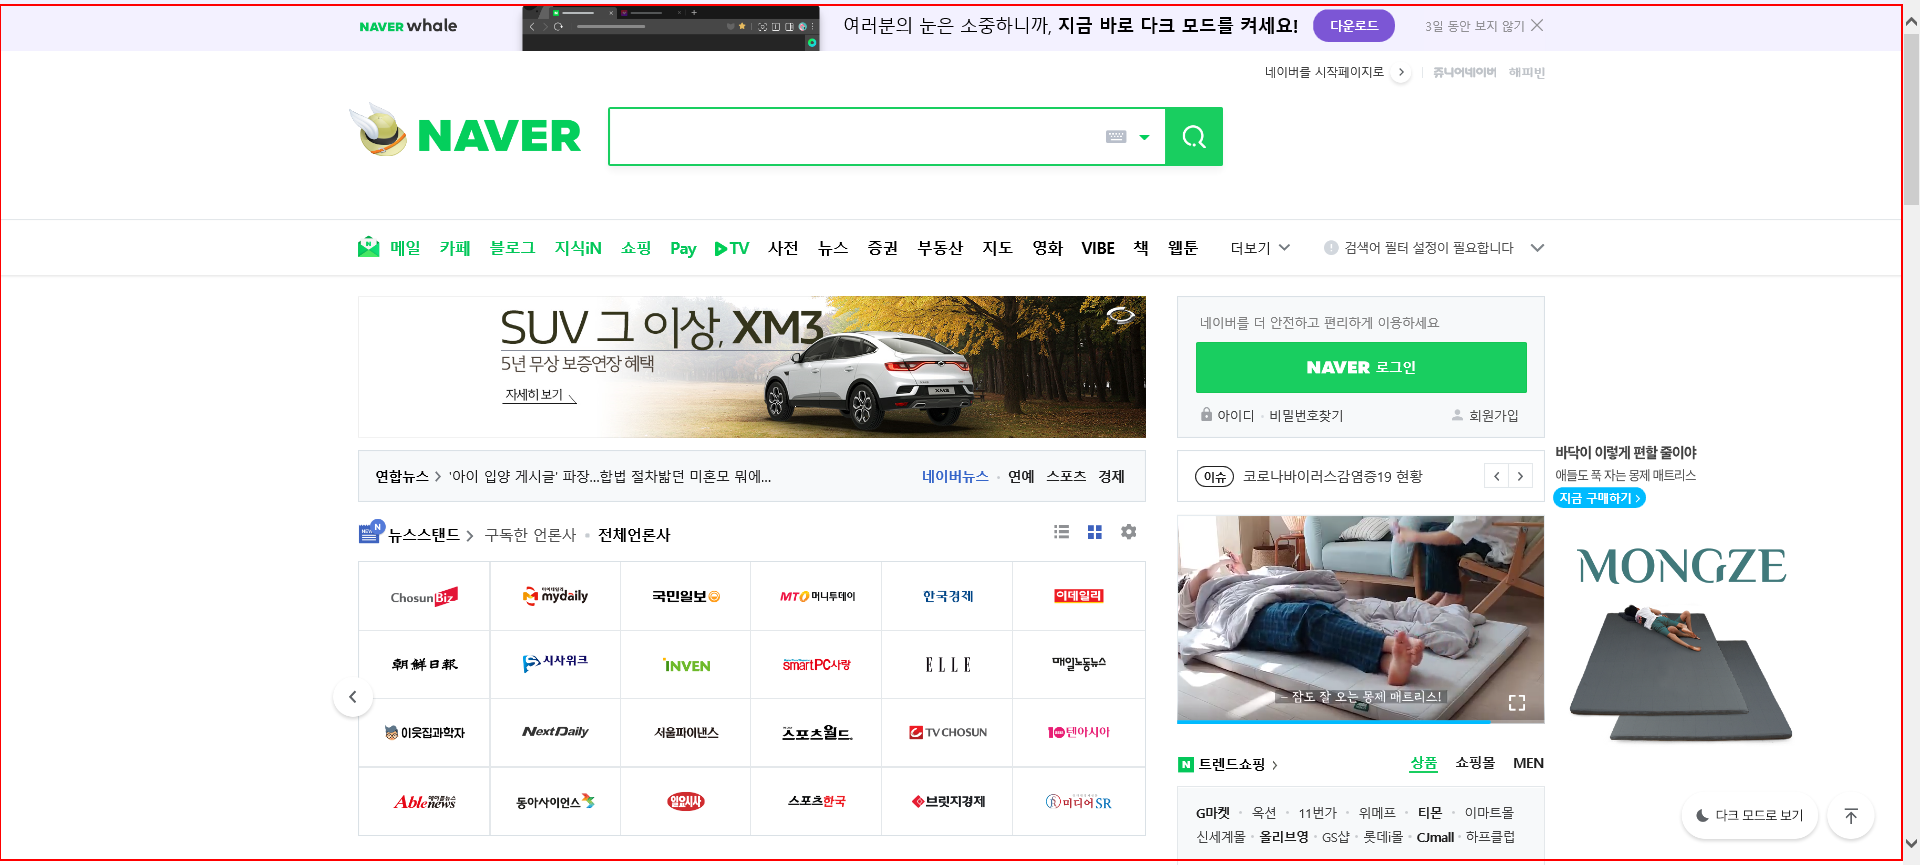 NAVER whale
여러분의 눈은 소중하니까, 지금 바로 다크 모드를 켜세요!
다운로드
3일 동안 보지 않기
네이버를 시작페이지로
쥬니어네이버 해피빈
NAVER
메일 카페 블로그 지식iN 쇼핑 Pay TV 사전 뉴스 증권 부동산 지도 영화 VIBE 책 웹툰 더보기
검색어 필터 설정이 필요합니다
SUV 그 이상, XM3
5년 무상 보증연장 혜택
자세히 보기
네이버를 더 안전하고 편리하게 이용하세요
NAVER 로그인
아이디 · 비밀번호찾기
회원가입
연합뉴스 > '아이 입양 게시글' 파장...합법 절차밟던 미혼모 뭐에...
네이버뉴스 · 연예 스포츠 경제
이슈 코로나바이러스감염증19 현황
바닥이 이렇게 편할 줄이야
애들도 푹 자는 몽제 매트리스
지금 구매하기 >
MONGZE
뉴스스탠드 > 구독한 언론사 · 전체언론사
ChosunBiz
mydaily
국민일보
MTO 머니투데이
한국경제
이데일리
朝鮮日報
시사위크
INVEN
smartPC사랑
ELLE
매일노동뉴스
이웃집과학자
NextDaily
서울파이낸스
스포츠월드
TV CHOSUN
10 텐아시아
Ablenews 에이블뉴스
동아사이언스
일요시사
스포츠한국
브릿지경제
미디어SR
– 잠도 잘 오는 몽제 매트리스!
트렌드쇼핑 >
상품 쇼핑몰 MEN
G마켓 · 옥션 · 11번가 · 위메프 · 티몬 · 이마트몰
신세계몰 · 올리브영 · GS샵 · 롯데i몰 · CJmall · 하프클럽
다크 모드로 보기